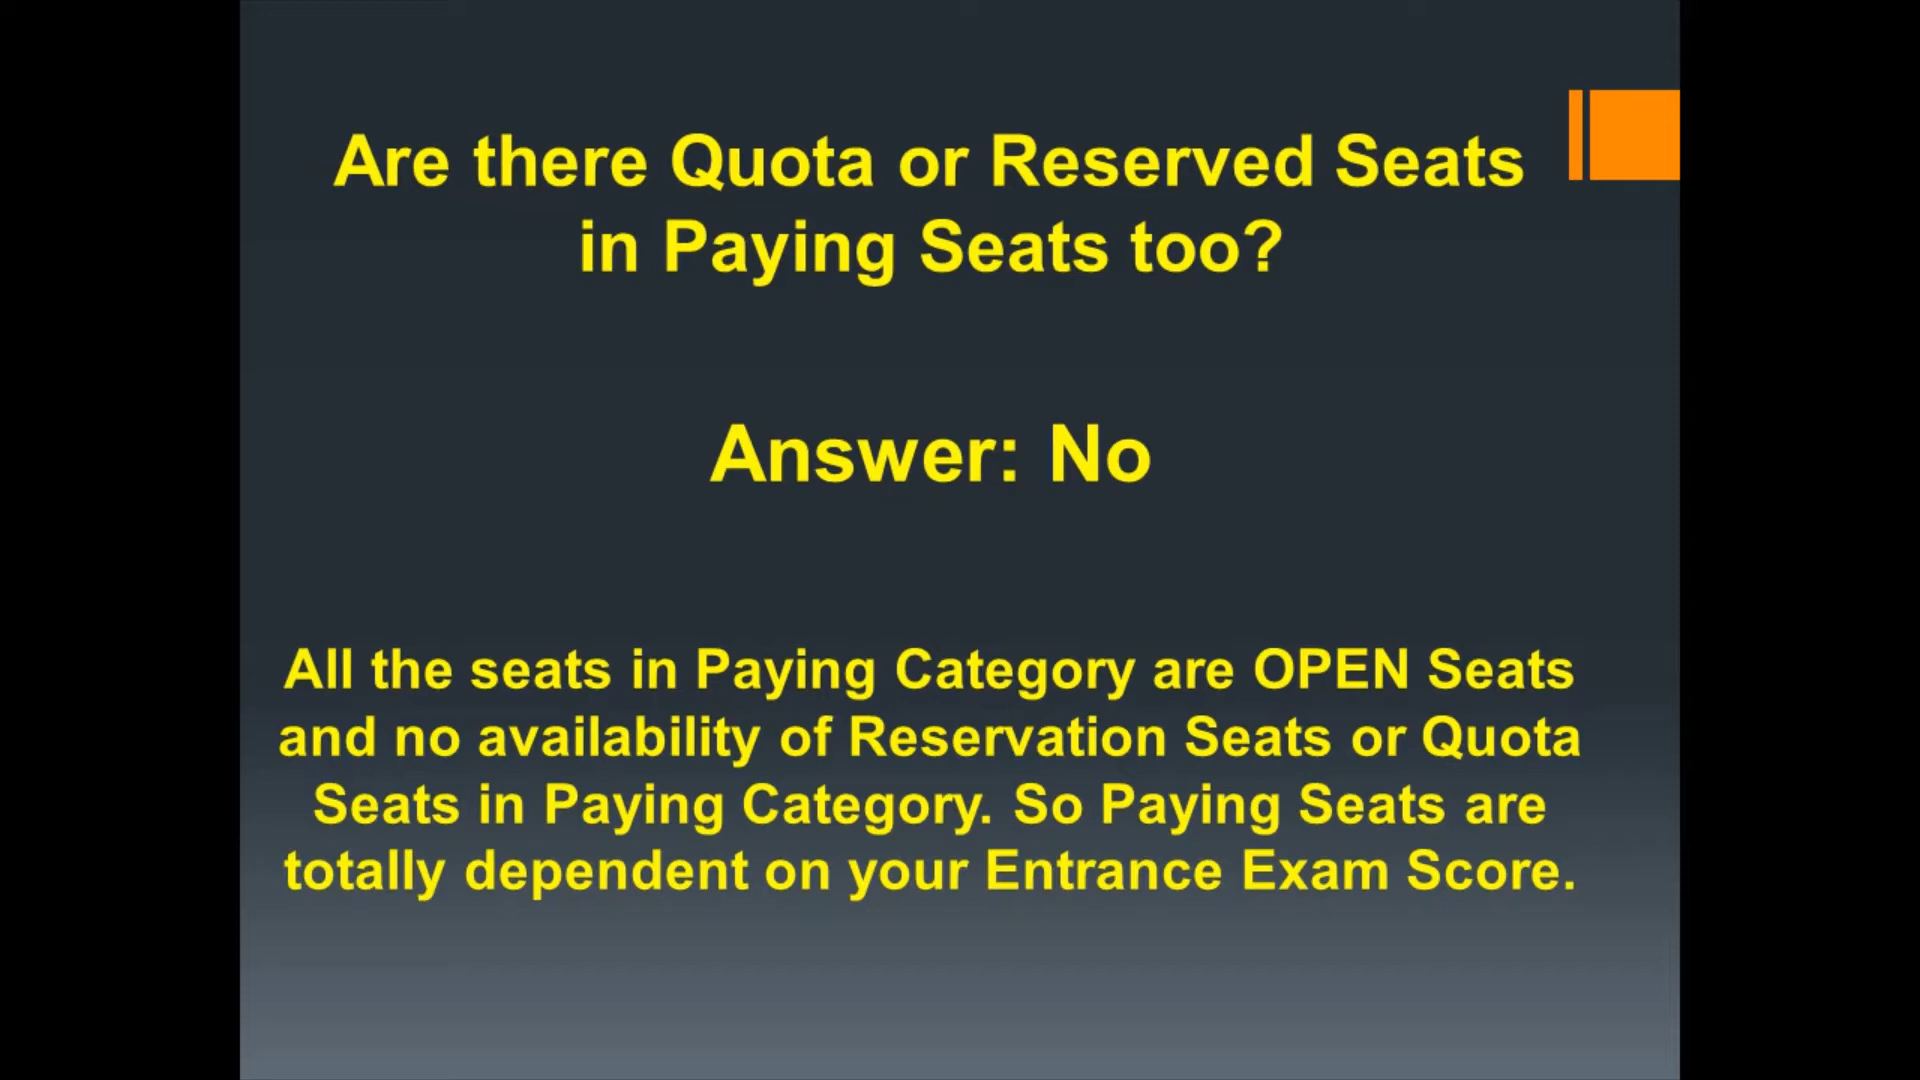 Are there Quota or Reserved Seats
in Paying Seats too?
Answer: No
All the seats in Paying Category are OPEN Seats
and no availability of Reservation Seats or Quota
Seats in Paying Category. So Paying Seats are
totally dependent on your Entrance Exam Score.